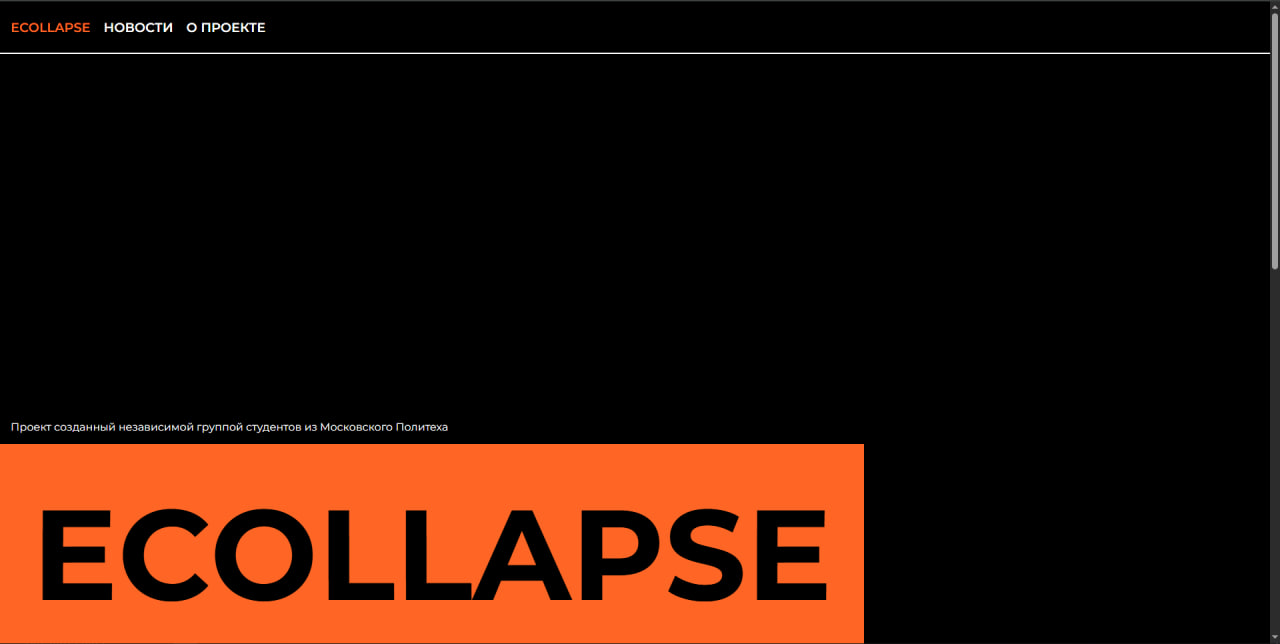 ECOLLAPSE НОВОСТИ О ПРОЕКТЕ
Проект созданный независимой группой студентов из Московского Политеха
ECOLLAPSE